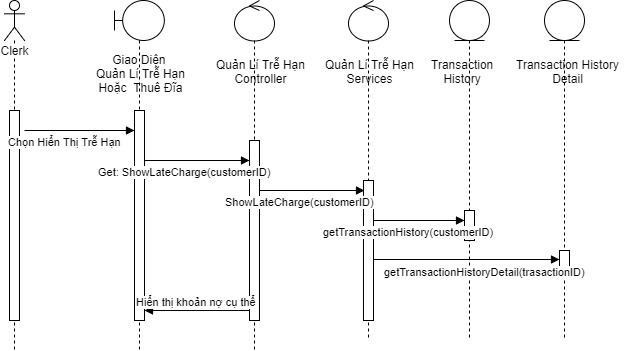 Clerk
Giao Diện
Quản Lí Trễ Hạn
Hoặc Thuê Đĩa
Quản Lí Trễ Hạn
Controller
Quản Lí Trễ Hạn
Services
Transaction
History
Transaction History
Detail
Chọn Hiển Thị Trễ Hạn
Get: ShowLateCharge(customerID)
ShowLateCharge(customerID)
getTransactionHistory(customerID)
getTransactionHistoryDetail(trasactionID)
Hiển thị khoản nợ cụ thể